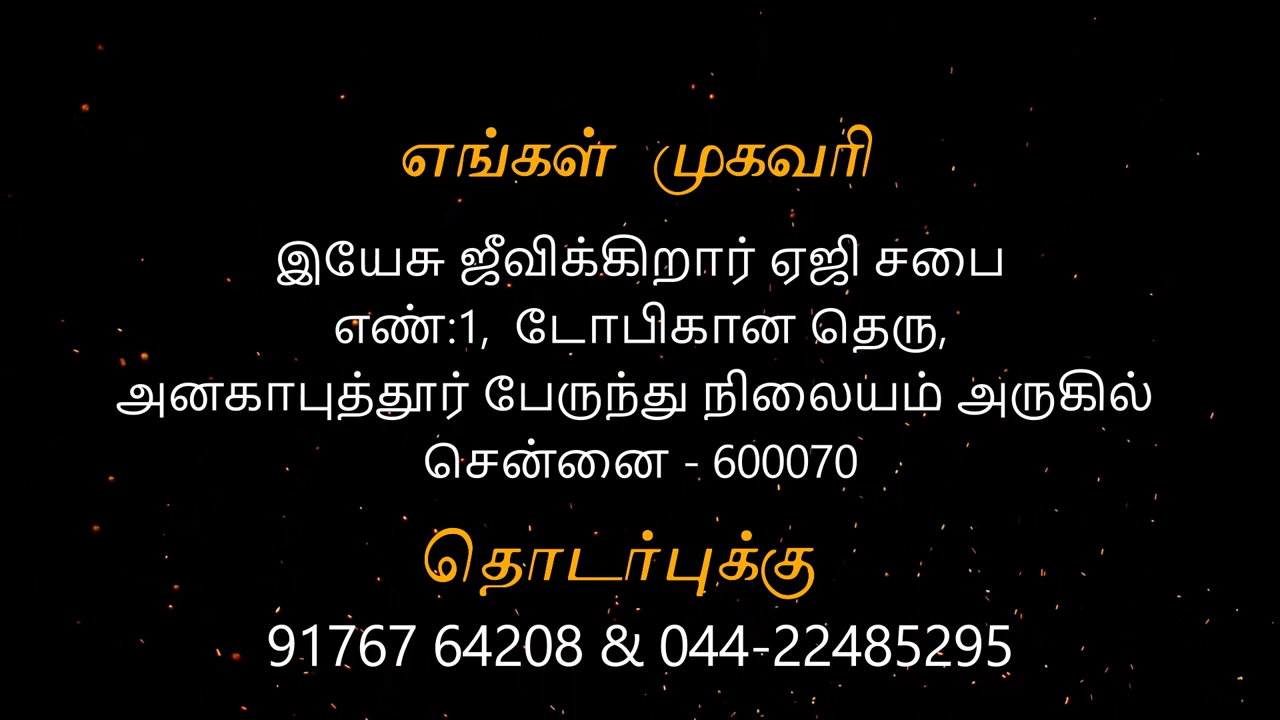 எங்கள் முகவரி
இயேசு ஜீவிக்கிறார் ஏஜி சபை
எண்:1, டோபிகான தெரு,
அனகாபுத்தூர் பேருந்து நிலையம் அருகில்
சென்னை - 600070
தொடர்புக்கு
91767 64208 & 044-22485295